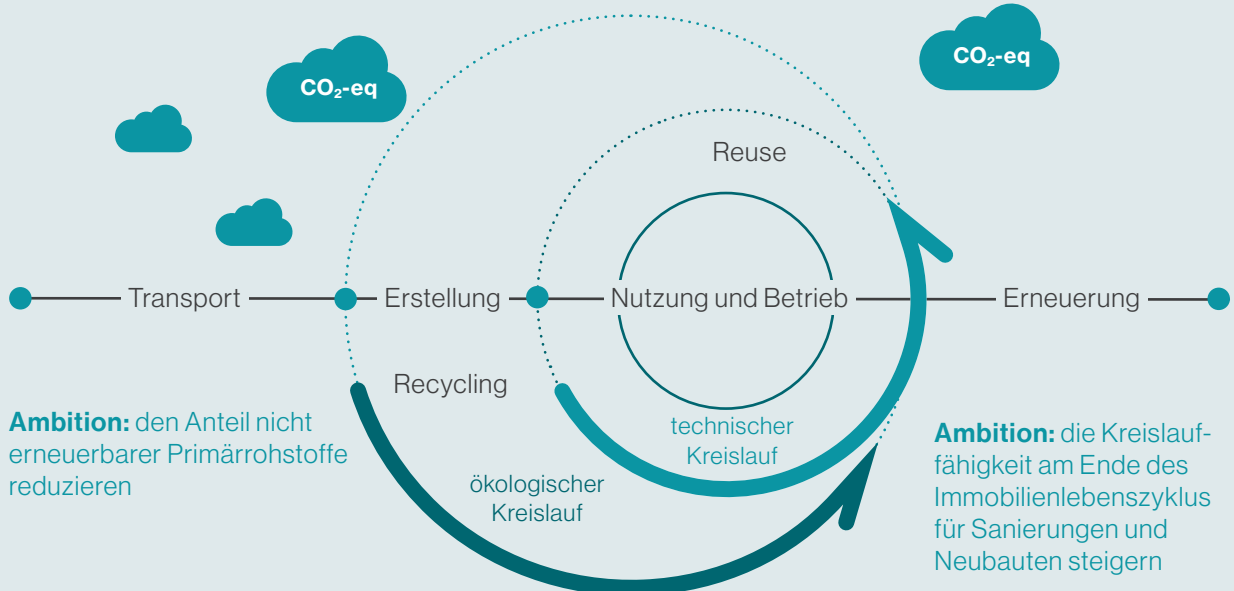 CO₂-eq
CO₂-eq
Reuse
Transport
Erstellung
Nutzung und Betrieb
Erneuerung
Recycling
Ambition: den Anteil nicht
erneuerbarer Primärrohstoffe
reduzieren
technischer
Kreislauf
ökologischer
Kreislauf
Ambition: die Kreislauf-
fähigkeit am Ende des
Immobilienlebenszyklus
für Sanierungen und
Neubauten steigern